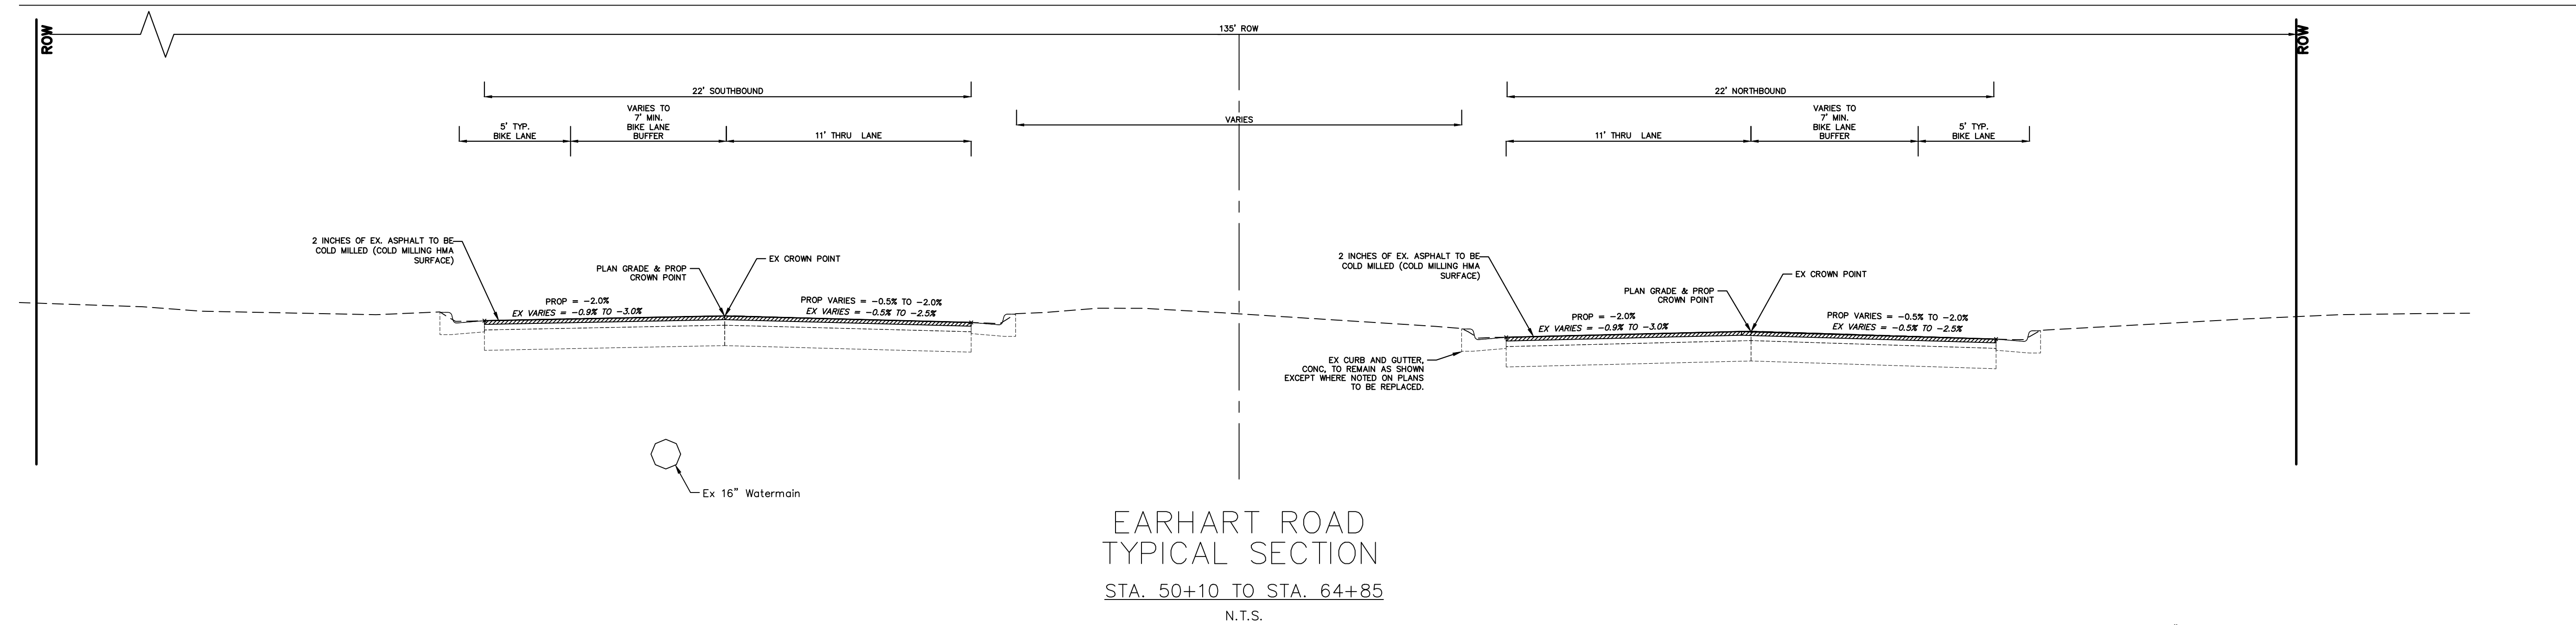 135' ROW
ROW
ROW
22' SOUTHBOUND
22' NORTHBOUND
5' TYP.
BIKE LANE
VARIES TO
7' MIN.
BIKE LANE
BUFFER
11' THRU LANE
VARIES
11' THRU LANE
VARIES TO
7' MIN.
BIKE LANE
BUFFER
5' TYP.
BIKE LANE
2 INCHES OF EX. ASPHALT TO BE
COLD MILLED (COLD MILLING HMA
SURFACE)
PLAN GRADE & PROP
CROWN POINT
EX CROWN POINT
PROP = -2.0%
EX VARIES = -0.9% TO -3.0%
PROP VARIES = -0.5% TO -2.0%
EX VARIES = -0.5% TO -2.5%
2 INCHES OF EX. ASPHALT TO BE
COLD MILLED (COLD MILLING HMA
SURFACE)
PLAN GRADE & PROP
CROWN POINT
EX CROWN POINT
PROP = -2.0%
EX VARIES = -0.9% TO -3.0%
PROP VARIES = -0.5% TO -2.0%
EX VARIES = -0.5% TO -2.5%
EX CURB AND GUTTER,
CONC, TO REMAIN AS SHOWN
EXCEPT WHERE NOTED ON PLANS
TO BE REPLACED.
Ex 16" Watermain
EARHART ROAD
TYPICAL SECTION
STA. 50+10 TO STA. 64+85
N.T.S.